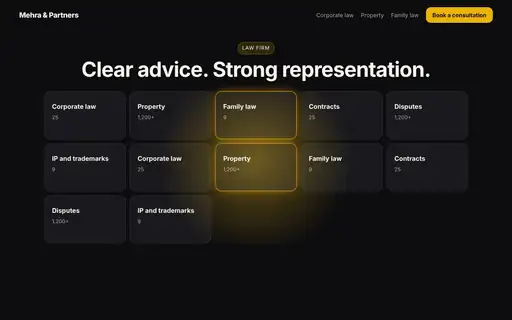 Mehra & Partners
Corporate law Property Family law Book a consultation
LAW FIRM
Clear advice. Strong representation.
Corporate law Property Family law Contracts Disputes
25 1,200+ 9 25 1,200+
IP and trademarks Corporate law Property Family law Contracts
9 25 1,200+ 9 25
Disputes IP and trademarks
1,200+ 9